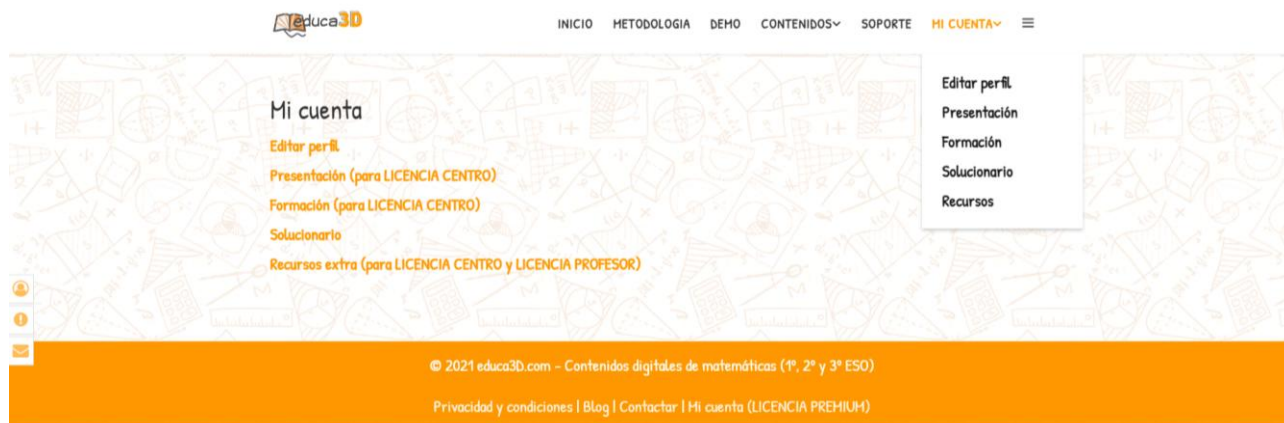 educa3D
INICIO METODOLOGIA DEMO CONTENIDOS SOPORTE MI CUENTA
Editar perfil
Presentación
Formación
Solucionario
Recursos
Mi cuenta
Editar perfil
Presentación (para LICENCIA CENTRO)
Formación (para LICENCIA CENTRO)
Solucionario
Recursos extra (para LICENCIA CENTRO y LICENCIA PROFESOR)
© 2021 educa3D.com – Contenidos digitales de matemáticas (1º, 2º y 3º ESO)
Privacidad y condiciones | Blog | Contactar | Mi cuenta (LICENCIA PREMIUM)